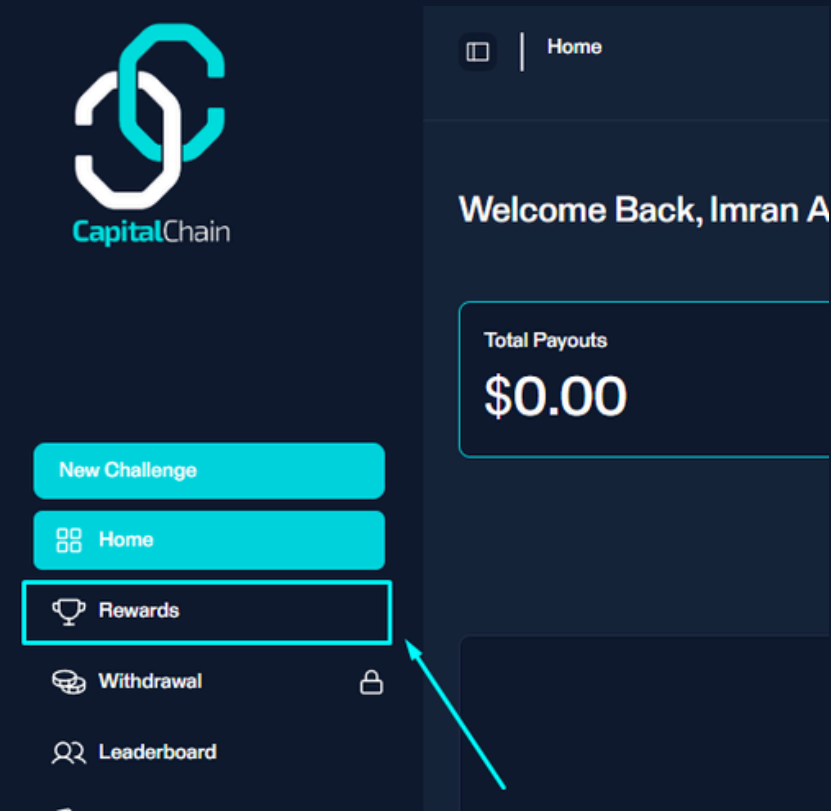 CapitalChain
Home
Welcome Back, Imran A
Total Payouts
$0.00
New Challenge
Home
Rewards
Withdrawal
Leaderboard